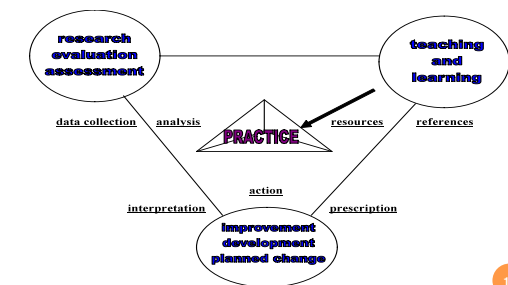 research
evaluation
assessment
teaching
and
learning
data collection analysis resources references
PRACTICE
action
interpretation prescription
improvement
development
planned change